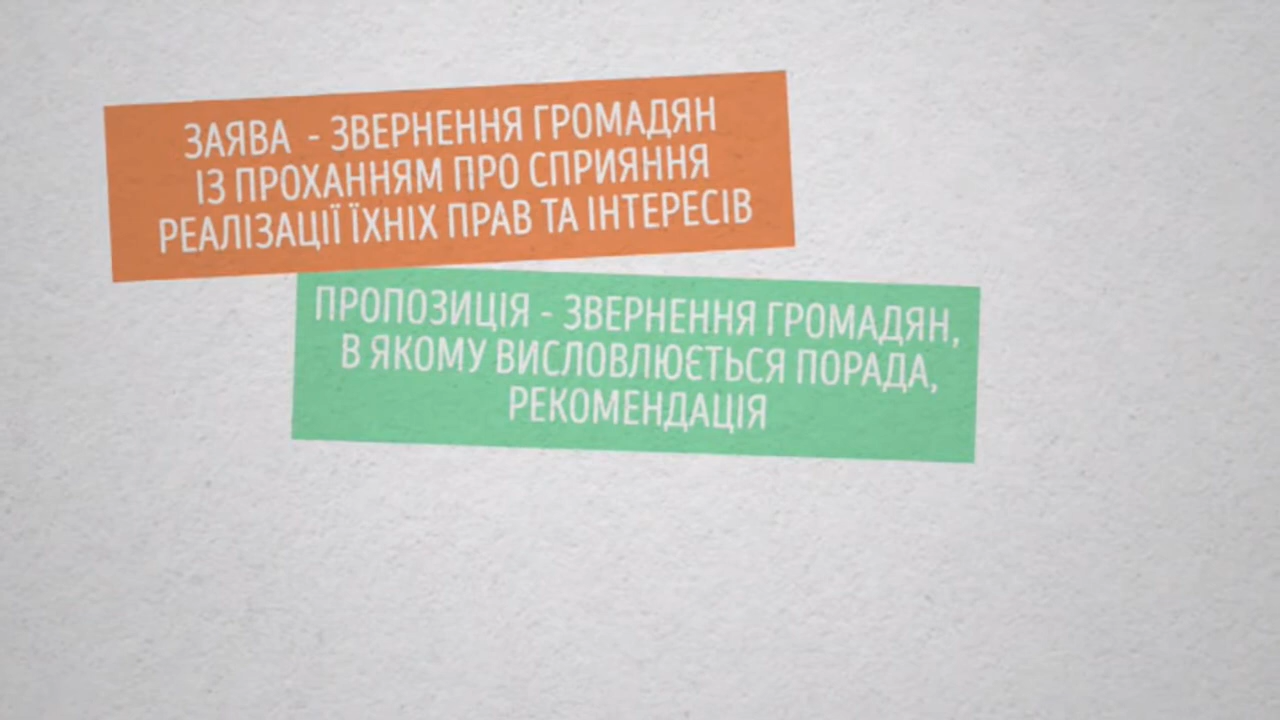 ЗАЯВА - ЗВЕРНЕННЯ ГРОМАДЯН
ІЗ ПРОХАННЯМ ПРО СПРИЯННЯ
РЕАЛІЗАЦІЇ ЇХНІХ ПРАВ ТА ІНТЕРЕСІВ
ПРОПОЗИЦІЯ - ЗВЕРНЕННЯ ГРОМАДЯН,
В ЯКОМУ ВИСЛОВЛЮЄТЬСЯ ПОРАДА,
РЕКОМЕНДАЦІЯ